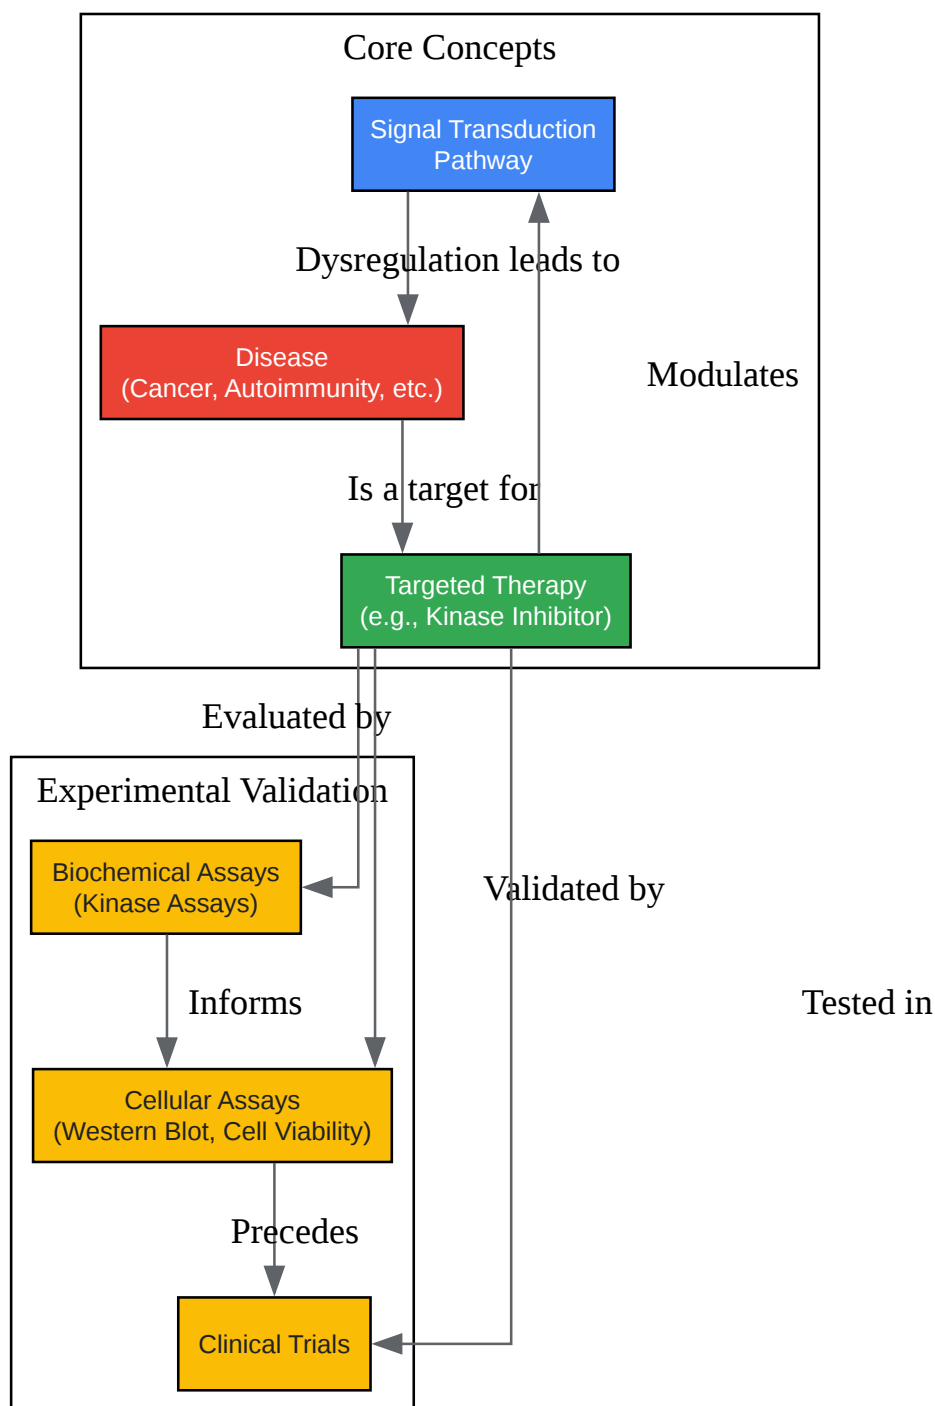 Core Concepts
Signal Transduction
Pathway
Dysregulation leads to
Disease
(Cancer, Autoimmunity, etc.)
Modulates
Is a target for
Targeted Therapy
(e.g., Kinase Inhibitor)
Evaluated by
Experimental Validation
Biochemical Assays
(Kinase Assays)
Validated by
Informs
Tested in
Cellular Assays
(Western Blot, Cell Viability)
Precedes
Clinical Trials